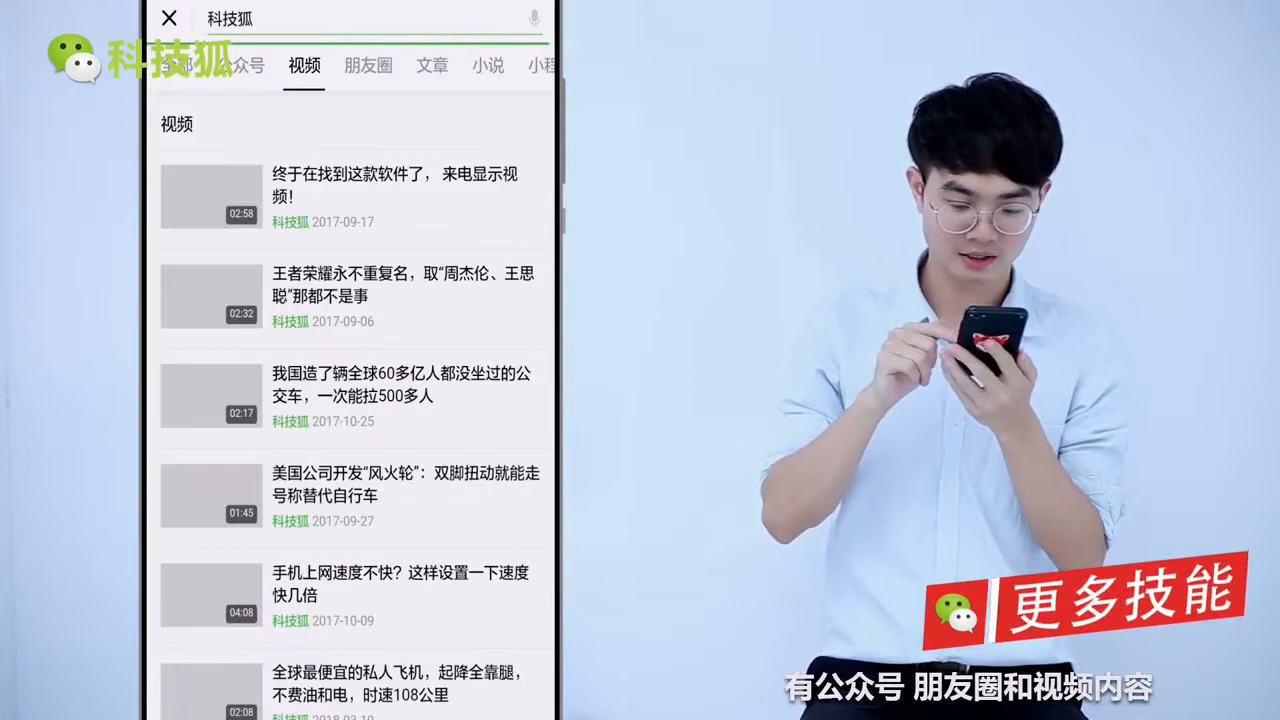 科技狐
科技狐
全部 公众号 视频 朋友圈 文章 小说 小程
视频
02:58
终于在找到这款软件了， 来电显示视
频！
科技狐 2017-09-17
02:32
王者荣耀永不重复名，取“周杰伦、王思
聪”那都不是事
科技狐 2017-09-06
02:17
我国造了辆全球60多亿人都没坐过的公
交车，一次能拉500多人
科技狐 2017-10-25
01:45
美国公司开发“风火轮”：双脚扭动就能走
号称替代自行车
科技狐 2017-09-27
04:08
手机上网速度不快？这样设置一下速度
快几倍
科技狐 2017-10-09
02:08
全球最便宜的私人飞机，起降全靠腿，
不费油和电，时速108公里
科技狐 2018-03-19
更多技能
有公众号 朋友圈和视频内容